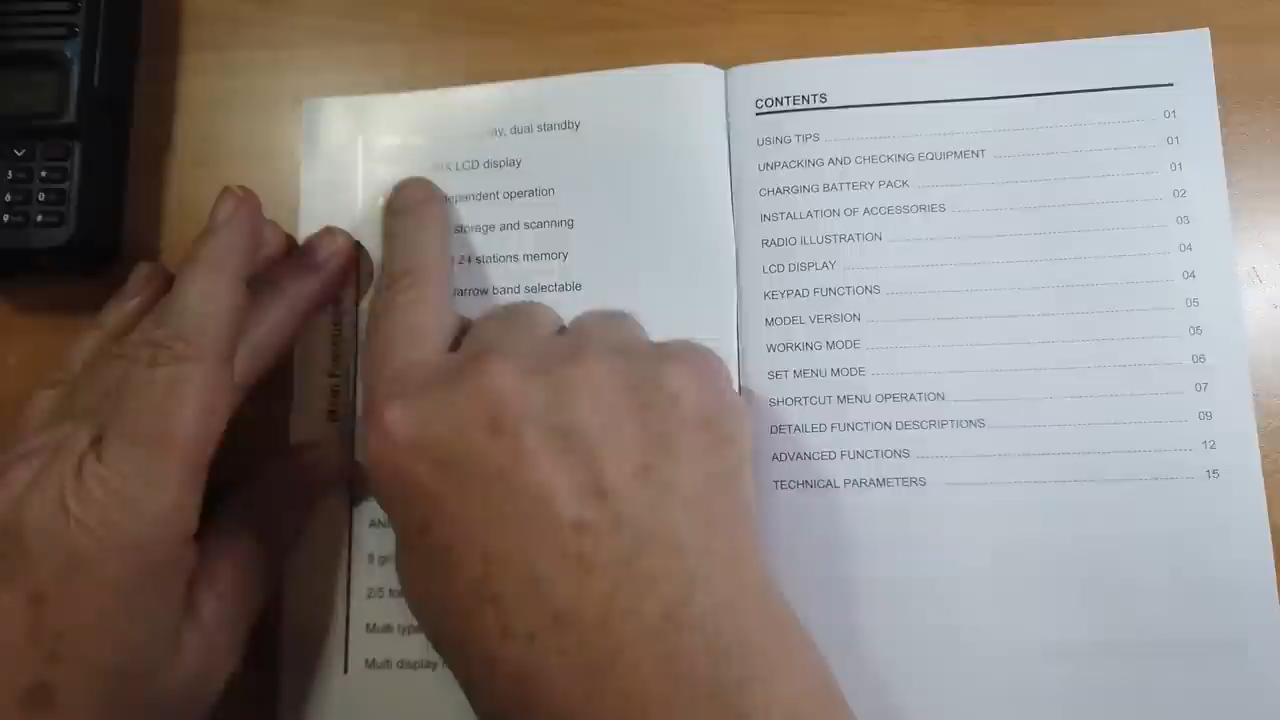 dual standby
LCD display
operation
storage and scanning
24 stations memory
band selectable
Multi
Multi display
CONTENTS
USING TIPS 01
UNPACKING AND CHECKING EQUIPMENT 01
CHARGING BATTERY PACK 01
INSTALLATION OF ACCESSORIES 02
RADIO ILLUSTRATION 03
LCD DISPLAY 04
KEYPAD FUNCTIONS 04
MODEL VERSION 05
WORKING MODE 05
SET MENU MODE 06
SHORTCUT MENU OPERATION 07
DETAILED FUNCTION DESCRIPTIONS 09
ADVANCED FUNCTIONS 12
TECHNICAL PARAMETERS 15